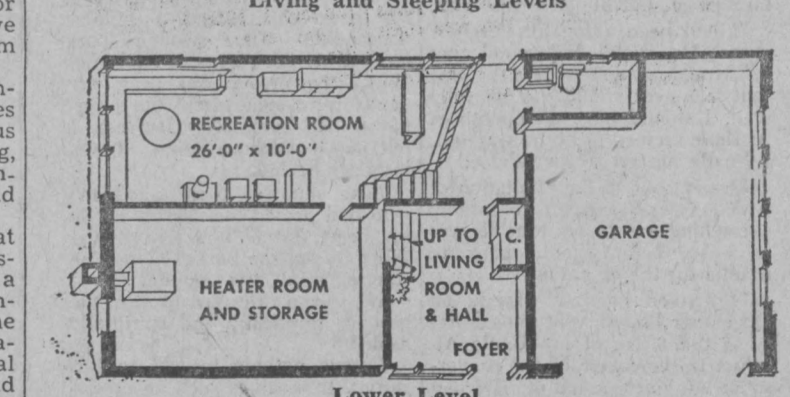 Living and Sleeping Levels
RECREATION ROOM
26'-0" x 10'-0"
UP TO
LIVING
ROOM
& HALL
C.
GARAGE
HEATER ROOM
AND STORAGE
FOYER
Lower Level